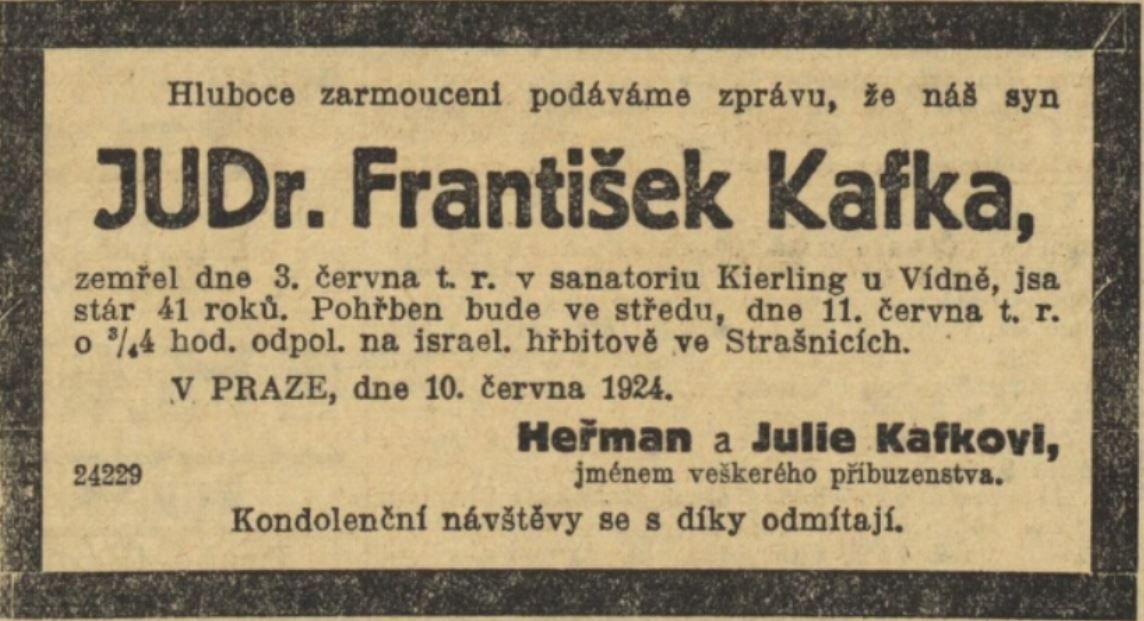 Hluboce zarmouceni podáváme zprávu, že náš syn
JUDr. František Kafka,
zemřel dne 3. června t. r. v sanatoriu Kierling u Vídně, jsa
stár 41 roků. Pohřben bude ve středu, dne 11. června t. r.
o ¾4 hod. odpol. na israel. hřbitově ve Strašnicích.
V PRAZE, dne 10. června 1924.
Heřman a Julie Kafkovi,
24229 jménem veškerého příbuzenstva.
Kondolenční návštěvy se s díky odmítají.